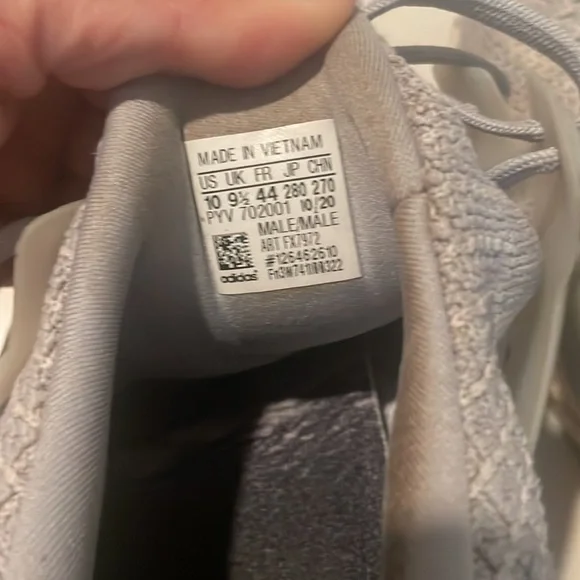 MADE IN VIETNAM
US UK FR JP CHN
10 9½ 44 280 270
PYV 702001 10/20
MALE/MALE
ART FX7972
#126462610
adidas